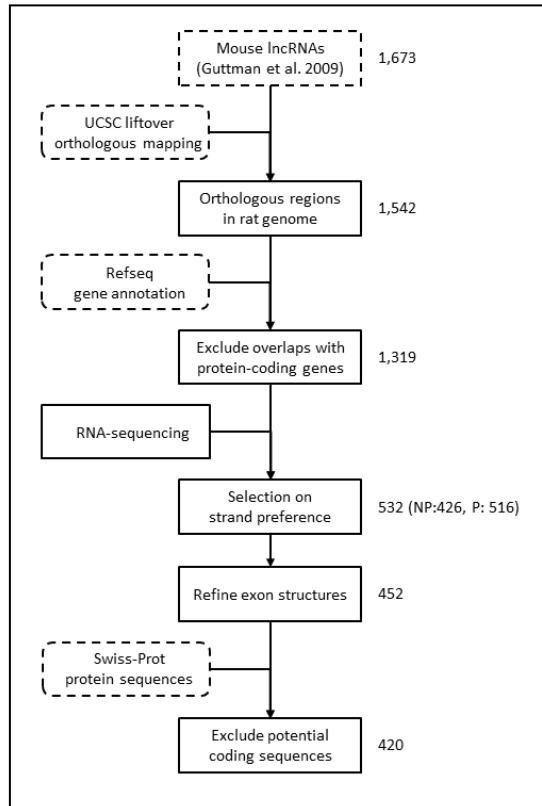 Mouse lncRNAs
(Guttman et al. 2009)
1,673
UCSC liftover
orthologous mapping
Orthologous regions
in rat genome
1,542
Refseq
gene annotation
Exclude overlaps with
protein-coding genes
1,319
RNA-sequencing
Selection on
strand preference
532 (NP:426, P: 516)
Refine exon structures
452
Swiss-Prot
protein sequences
Exclude potential
coding sequences
420